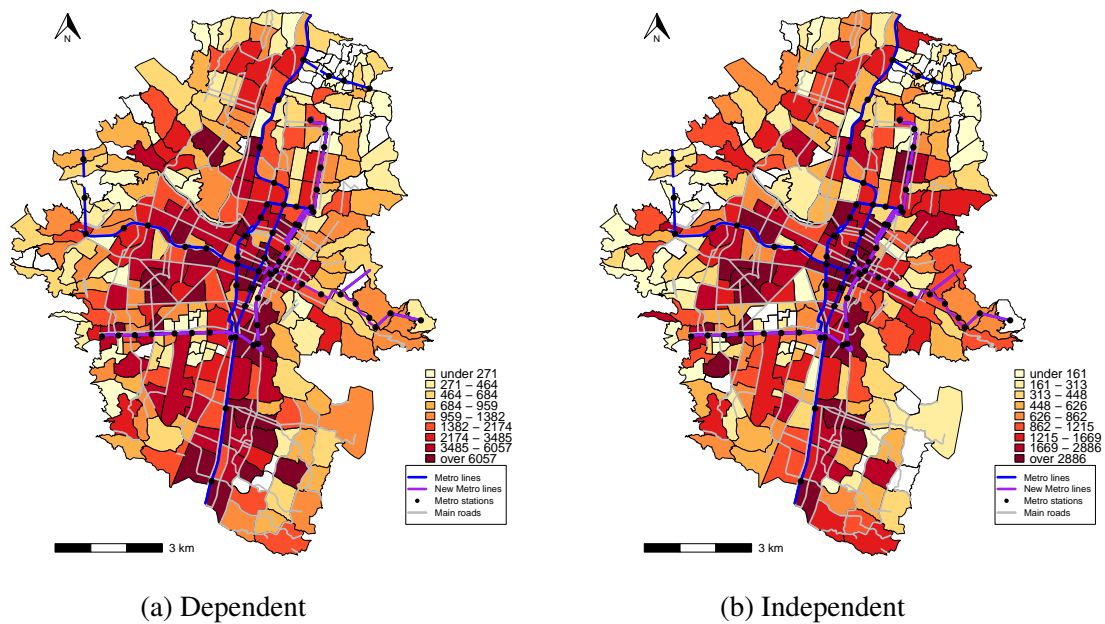 N
under 271
271 − 464
464 − 684
684 − 959
959 − 1382
1382 − 2174
2174 − 3485
3485 − 6057
over 6057
Metro lines
New Metro lines
Metro stations
Main roads
3 km
(a) Dependent
N
under 161
161 − 313
313 − 448
448 − 626
626 − 862
862 − 1215
1215 − 1669
1669 − 2886
over 2886
Metro lines
New Metro lines
Metro stations
Main roads
3 km
(b) Independent